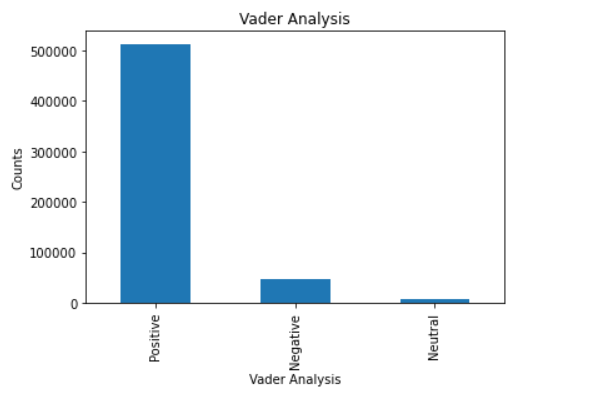 Vader Analysis
500000
400000
300000
200000
100000
0
Counts
Positive
Negative
Neutral
Vader Analysis